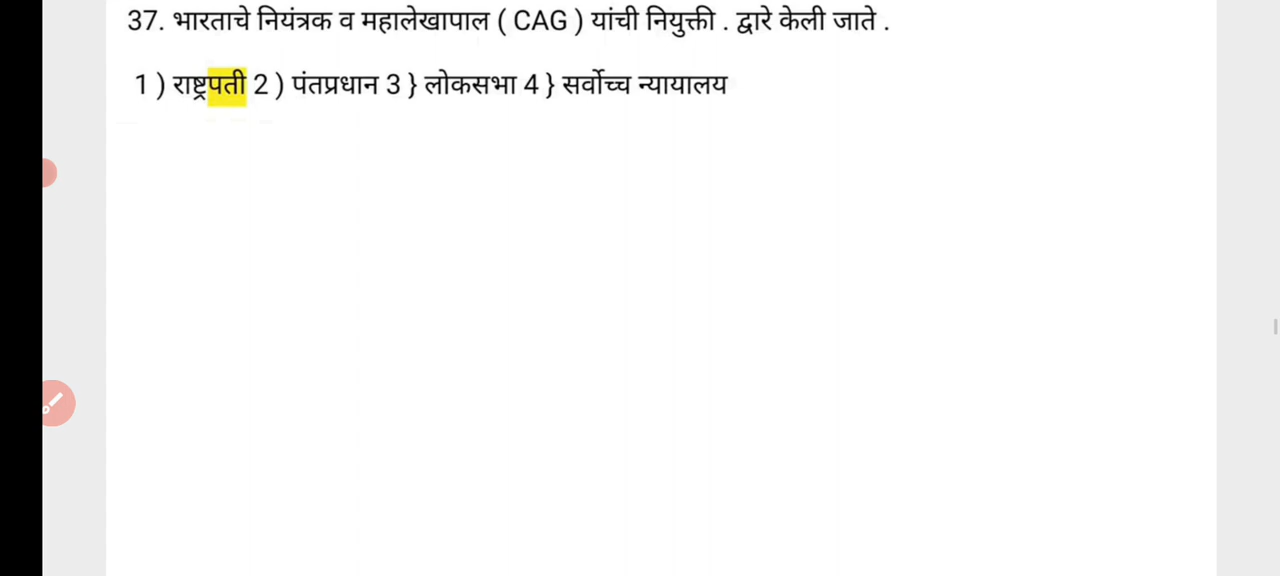 37. भारताचे नियंत्रक व महालेखापाल ( CAG ) यांची नियुक्ती . द्वारे केली जाते .
1 ) राष्ट्रपती 2 ) पंतप्रधान 3 } लोकसभा 4 } सर्वोच्च न्यायालय